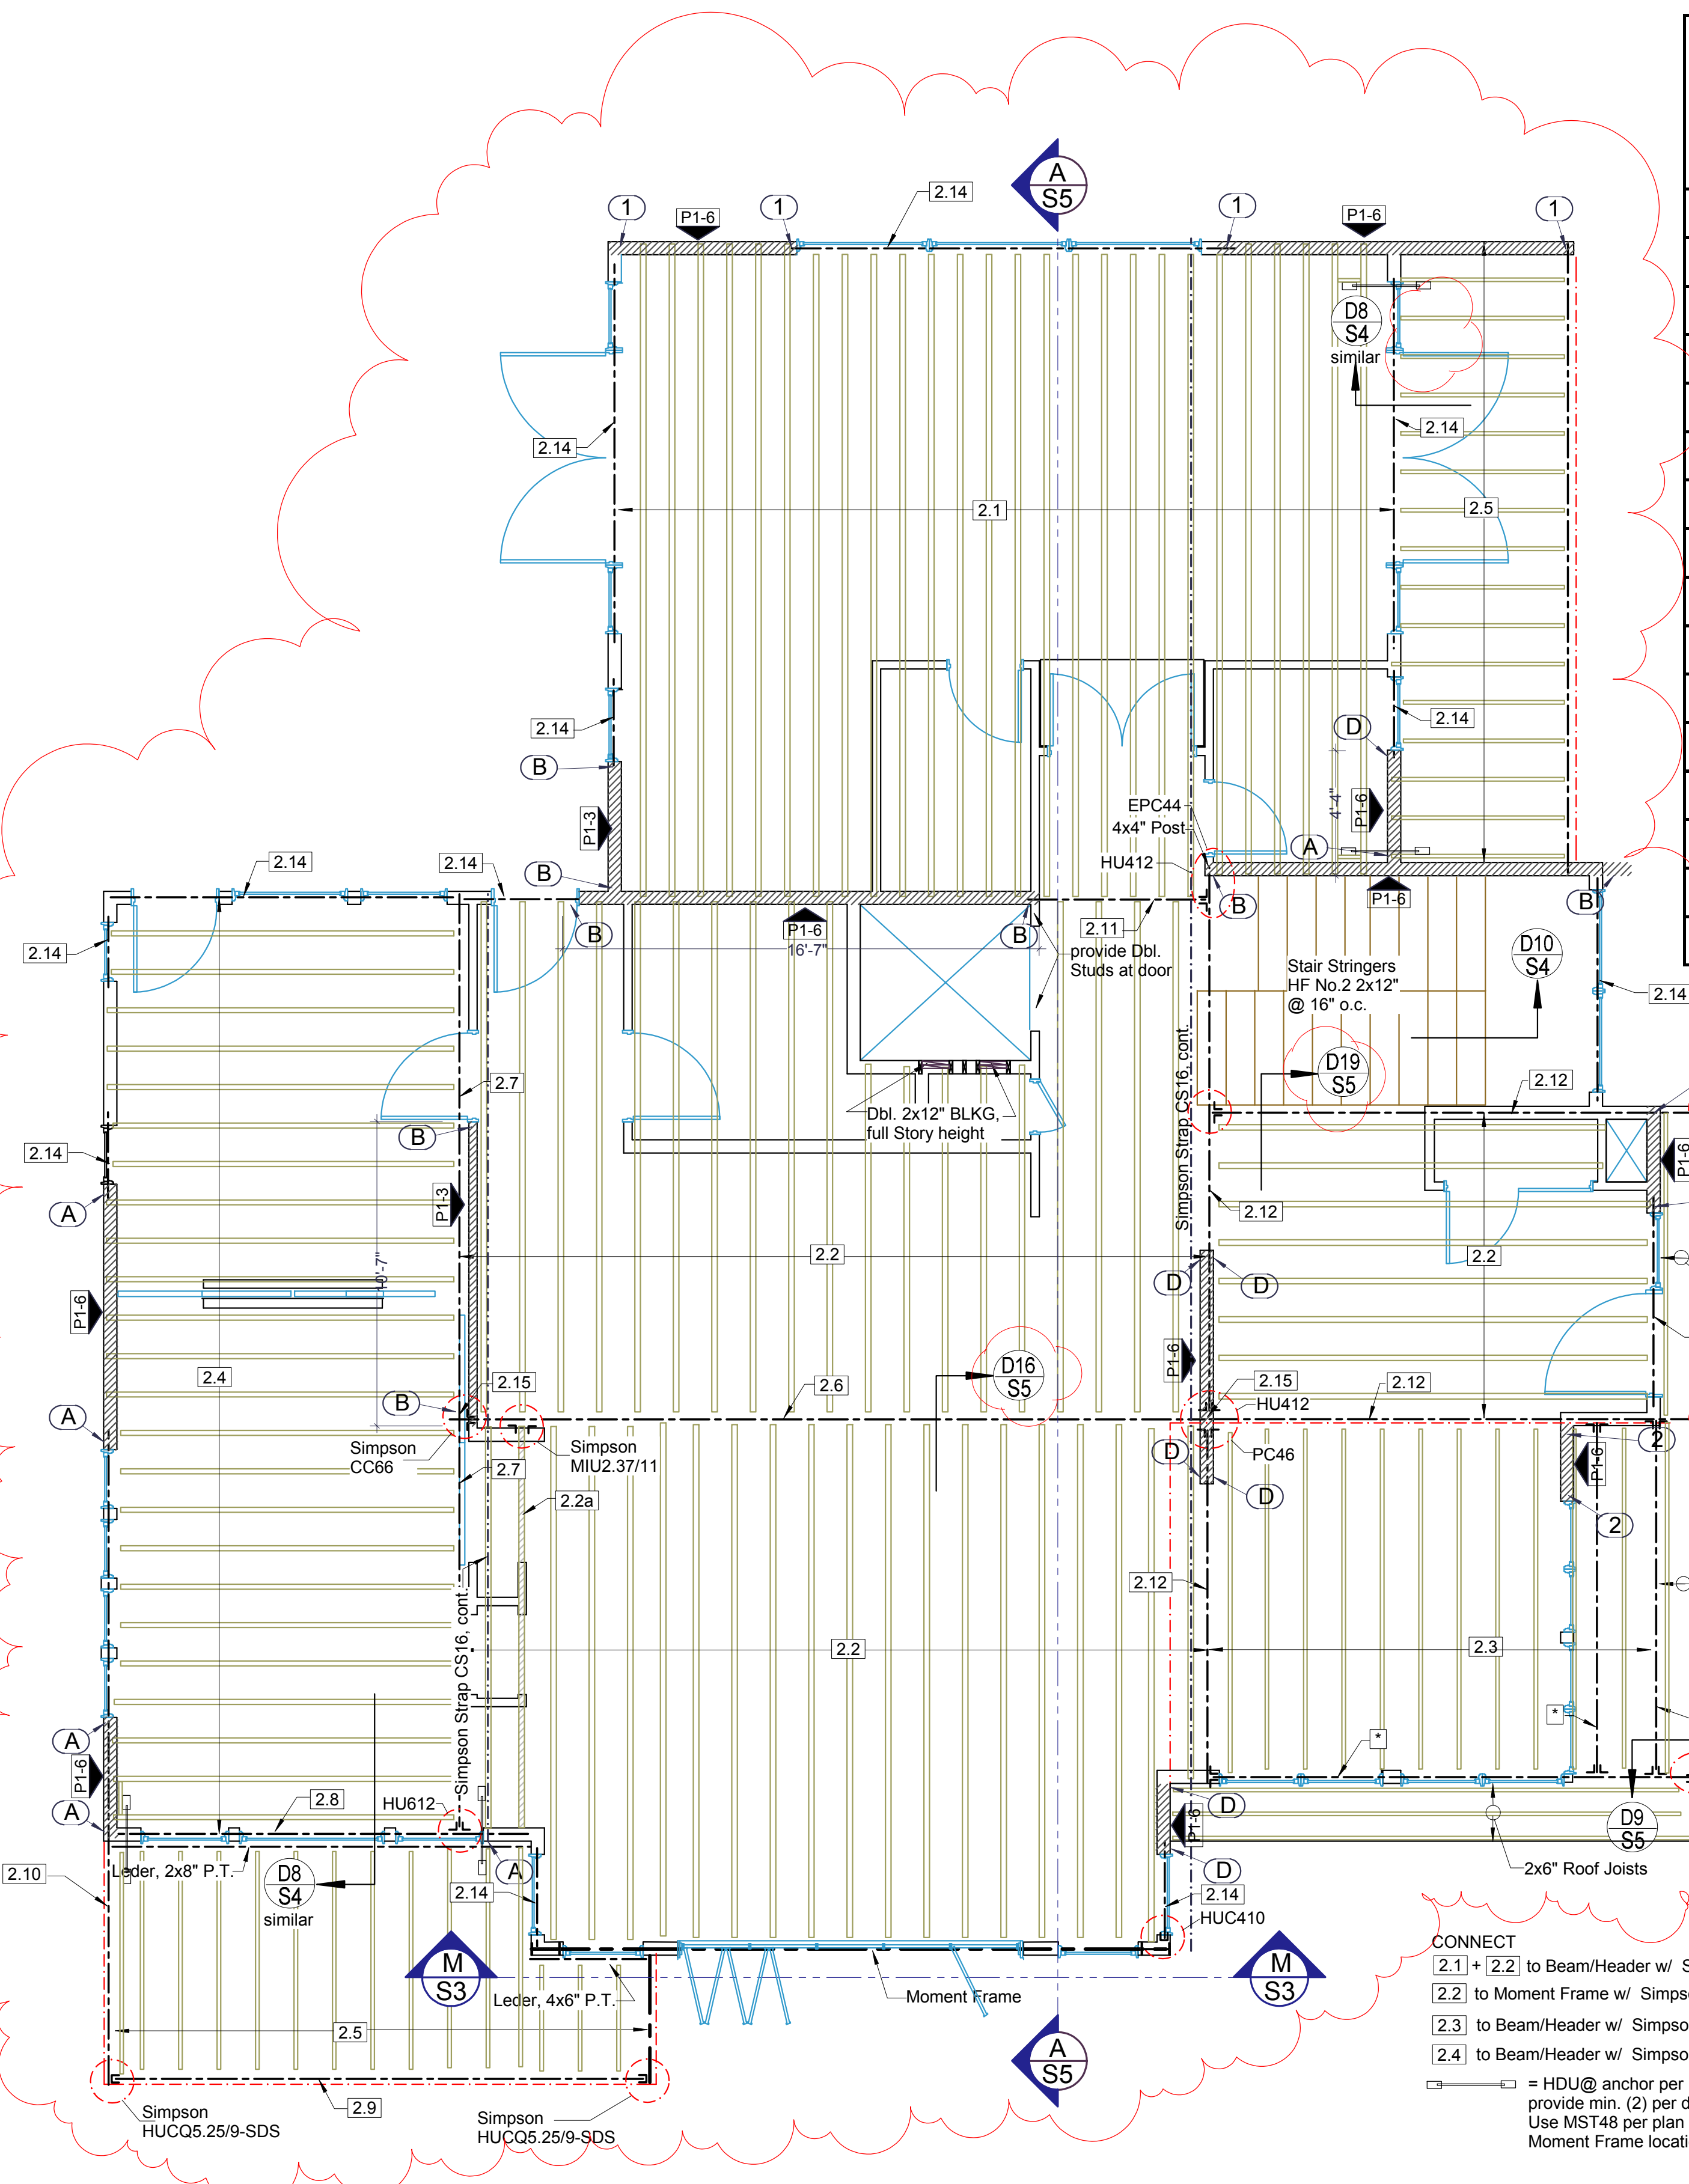 A
S5
2.14
1
P1-6
1
1
P1-6
1
D8
S4
similar
2.14
2.14
2.1
2.5
2.14
2.14
D
B
P1-3
EPC44
4x4" Post
HU412
4'-4"
P1-6
A
2.14
2.14
B
B
P1-6
16'-7"
B
2.11
provide Dbl.
Studs at door
B
P1-6
B
D10
S4
2.14
Stair Stringers
HF No.2 2x12"
@ 16" o.c.
2.14
Simpson Strap CS16, cont.
D19
S5
2.7
2.12
Dbl. 2x12" BLKG,
full Story height
B
2.14
P1-6
A
P1-3
2.12
10'-7"
2.2
2.2
D
D
P1-6
P1-6
2.4
D16
S5
2.15
2.6
2.15
2.12
B
HU412
A
Simpson
CC66
Simpson
MIU2.37/11
D
PC46
2
P1-6
2.7
2.2a
D
2
2.12
Simpson Strap CS16, cont.
2.2
2.3
*
*
A
P1-6
A
2.8
HU612
D
P1-6
D9
S5
2x6" Roof Joists
2.10
Leder, 2x8" P.T.
D8
S4
similar
A
2.14
D
2.14
HUC410
M
S3
M
S3
Leder, 4x6" P.T.
Moment Frame
2.5
A
S5
2.9
Simpson
HUCQ5.25/9-SDS
Simpson
HUCQ5.25/9-SDS
CONNECT
2.1 + 2.2 to Beam/Header w/ S
2.2 to Moment Frame w/ Simps
2.3 to Beam/Header w/ Simpso
2.4 to Beam/Header w/ Simpso
= HDU@ anchor per
provide min. (2) per d
Use MST48 per plan
Moment Frame locati